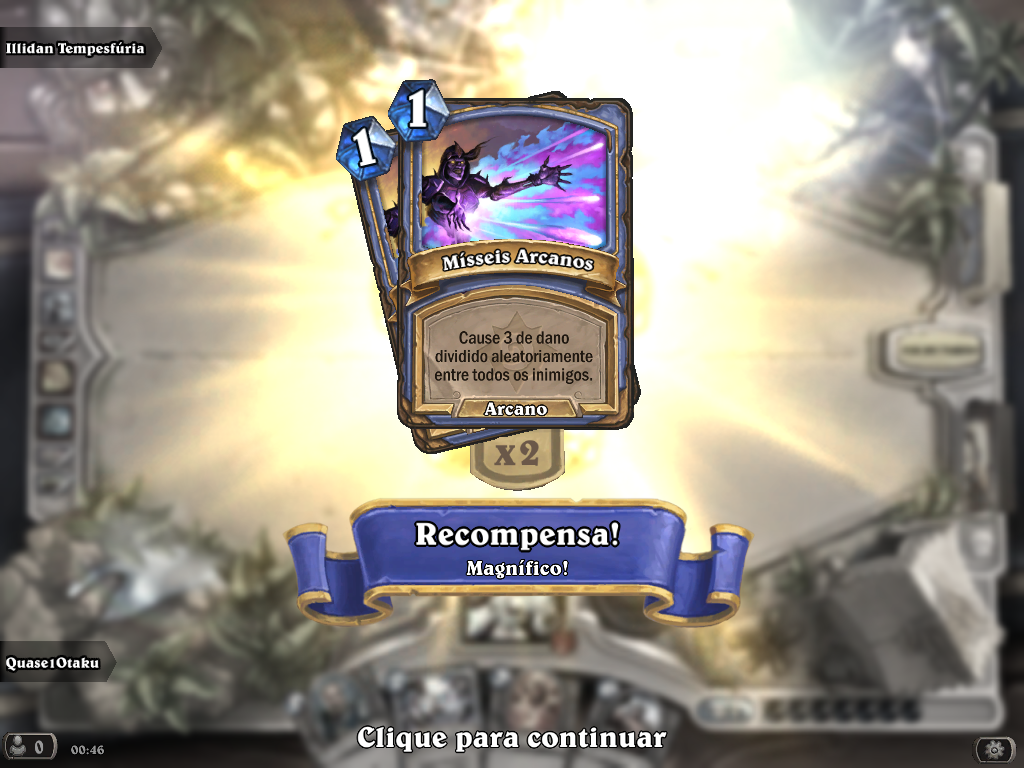 Illidan Tempesfúria
1
1
Mísseis Arcanos
Cause 3 de dano
dividido aleatoriamente
entre todos os inimigos.
Arcano
x2
Recompensa!
Magnífico!
Quase1Otaku
Clique para continuar
0
00:46